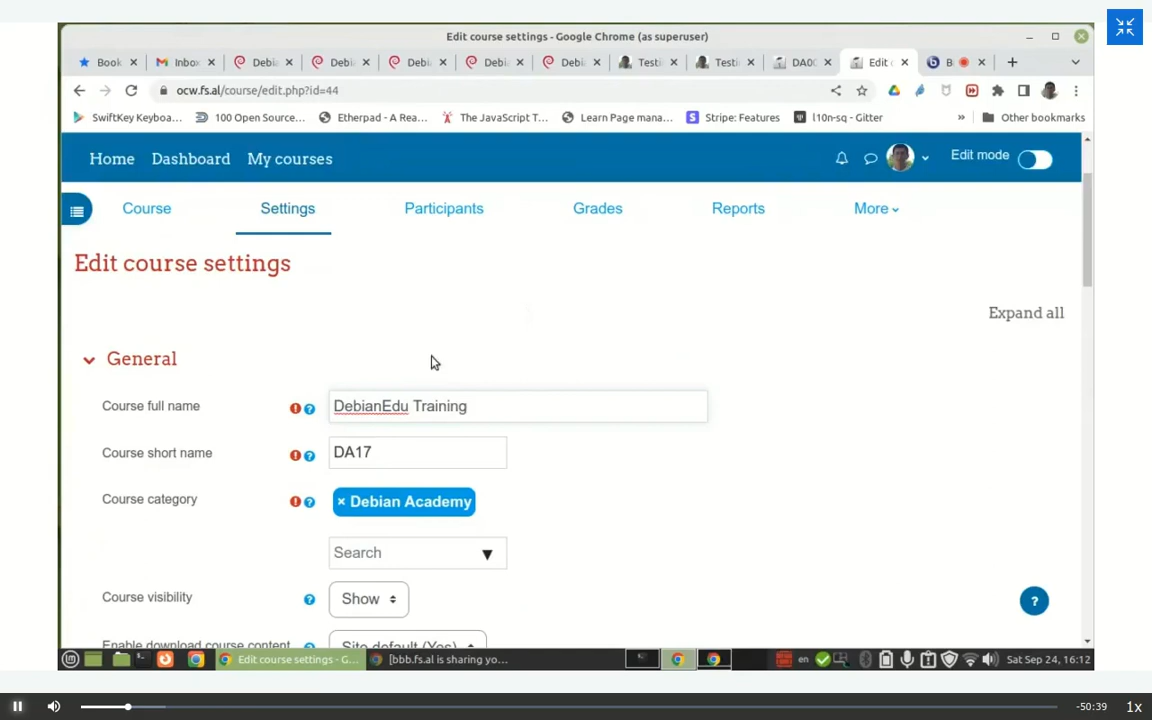 Edit course settings - Google Chrome (as superuser)
Book
Inbox
Debia
Debi
Debi
Debi
Debi
Testi
Testi
DA00
Edit c
B
ocw.fs.al/course/edit.php?id=44
SwiftKey Keyboa...
100 Open Source...
Etherpad - A Rea...
The JavaScript T...
Learn Page mana...
Stripe: Features
l10n-sq - Gitter
»
Other bookmarks
Home Dashboard My courses
Edit mode
Course Settings Participants Grades Reports More
Edit course settings
Expand all
General
Course full name
DebianEdu Training
Course short name
DA17
Course category
× Debian Academy
Search
Course visibility
Show
?
Enable download course content
Site default (Yes)
Edit course settings - G...
[bbb.fs.al is sharing yo...
en
Sat Sep 24, 16:12
-50:39
1x